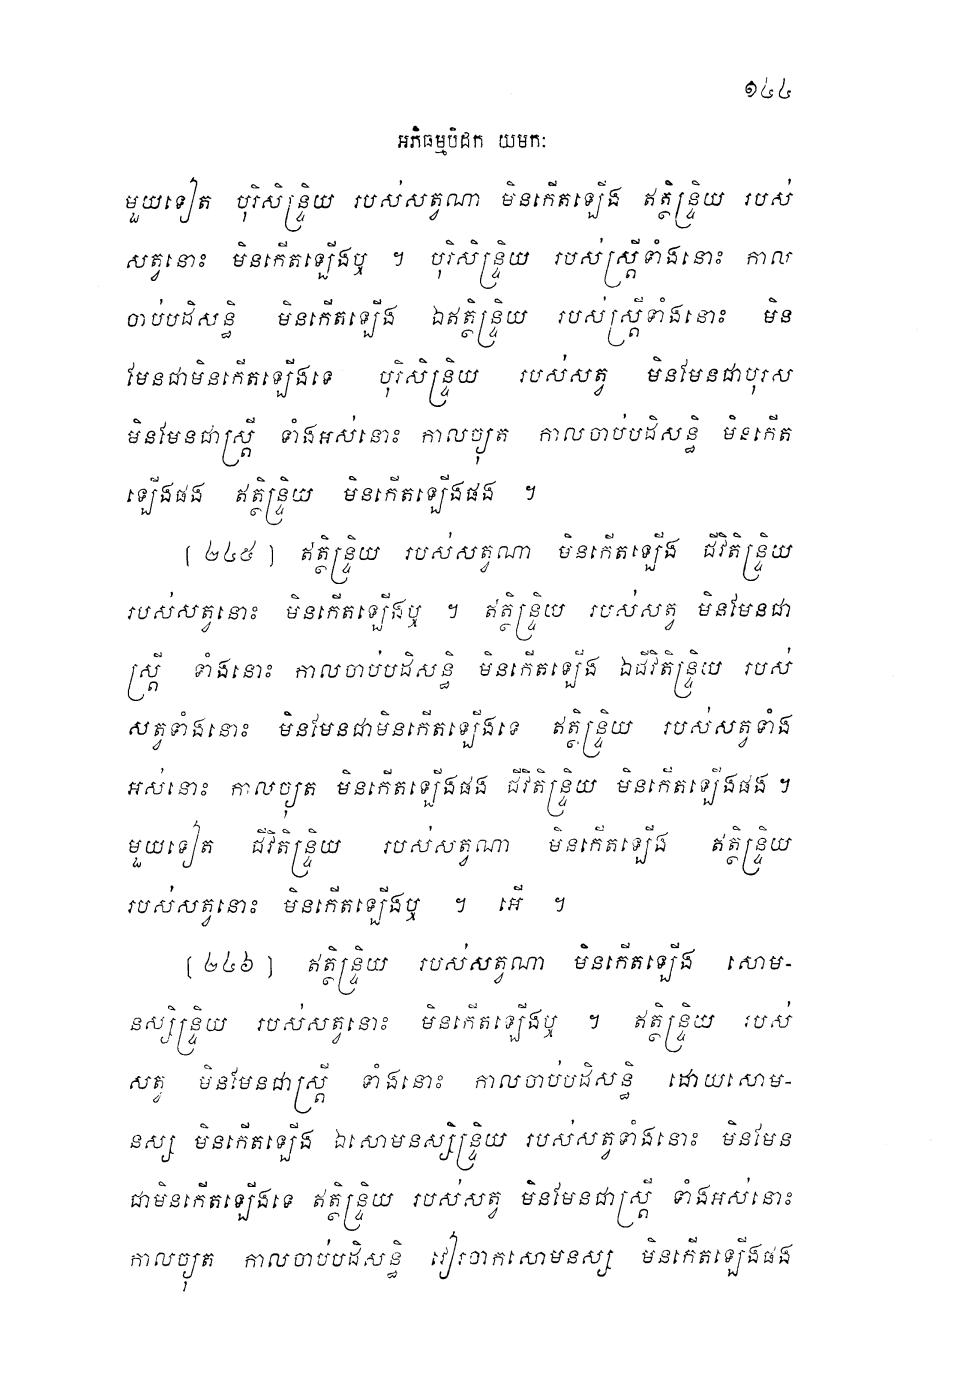 ១៤៤
អភិធម្មបិដក យមកៈ
មួយទៀត បុរិសិន្ទ្រិយ របស់សត្វណា មិនកើតឡើង ឥត្ថិន្ទ្រិយ របស់
សត្វនោះ មិនកើតឡើងឬ ។ បុរិសិន្ទ្រិយ របស់ស្ត្រីទាំងនោះ កាល
ចាប់បដិសន្ធិ មិនកើតឡើង ឯឥត្ថិន្ទ្រិយ របស់ស្ត្រីទាំងនោះ មិន
មែនជាមិនកើតឡើងទេ បុរិសិន្ទ្រិយ របស់សត្វ មិនមែនជាបុរស
មិនមែនជាស្ត្រី ទាំងអស់នោះ កាលច្យុត កាលចាប់បដិសន្ធិ មិនកើត
ឡើងផង ឥត្ថិន្ទ្រិយ មិនកើតឡើងផង ។
[ ២៤៥ ] ឥត្ថិន្ទ្រិយ របស់សត្វណា មិនកើតឡើង ជីវិតិន្ទ្រិយ
របស់សត្វនោះ មិនកើតឡើងឬ ។ ឥត្ថិន្ទ្រិយ របស់សត្វ មិនមែនជា
ស្ត្រី ទាំងនោះ កាលចាប់បដិសន្ធិ មិនកើតឡើង ឯជីវិតិន្ទ្រិយ របស់
សត្វទាំងនោះ មិនមែនជាមិនកើតឡើងទេ ឥត្ថិន្ទ្រិយ របស់សត្វទាំង
អស់នោះ កាលច្យុត មិនកើតឡើងផង ជីវិតិន្ទ្រិយ មិនកើតឡើងផង ។
មួយទៀត ជីវិតិន្ទ្រិយ របស់សត្វណា មិនកើតឡើង ឥត្ថិន្ទ្រិយ
របស់សត្វនោះ មិនកើតឡើងឬ ។ អើ ។
[ ២៤៦ ] ឥត្ថិន្ទ្រិយ របស់សត្វណា មិនកើតឡើង សោម-
នស្សិន្ទ្រិយ របស់សត្វនោះ មិនកើតឡើងឬ ។ ឥត្ថិន្ទ្រិយ របស់
សត្វ មិនមែនជាស្ត្រី ទាំងនោះ កាលចាប់បដិសន្ធិ ដោយសោម-
នស្ស មិនកើតឡើង ឯសោមនស្សិន្ទ្រិយ របស់សត្វទាំងនោះ មិនមែន
ជាមិនកើតឡើងទេ ឥត្ថិន្ទ្រិយ របស់សត្វ មិនមែនជាស្ត្រី ទាំងអស់នោះ
កាលច្យុត កាលចាប់បដិសន្ធិ វៀរចាកសោមនស្ស មិនកើតឡើងផង